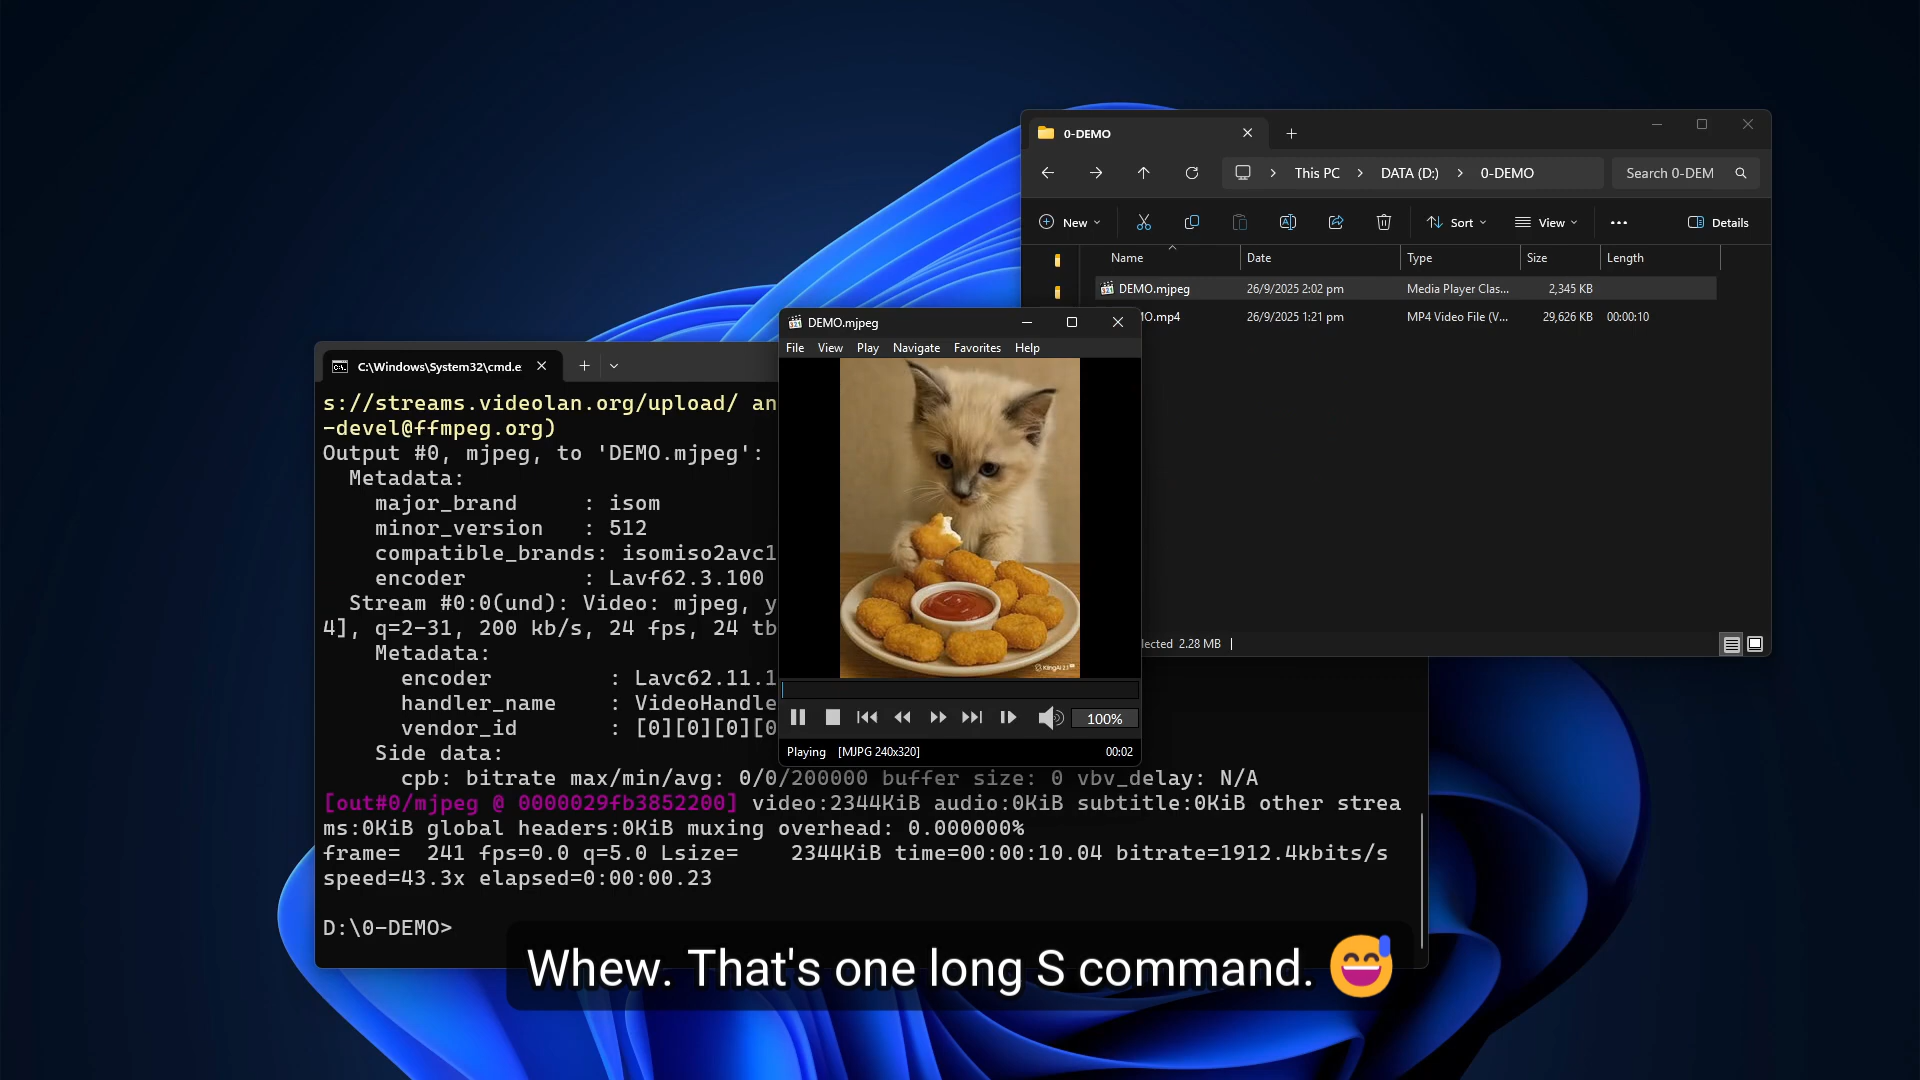 0-DEMO
This PC > DATA (D:) > 0-DEMO
Search 0-DEM
New
Sort
View
Details
Name Date Type Size Length
DEMO.mjpeg 26/9/2025 2:02 pm Media Player Clas... 2,345 KB
O.mp4 26/9/2025 1:21 pm MP4 Video File (V... 29,626 KB 00:00:10
2.28 MB
DEMO.mjpeg
File View Play Navigate Favorites Help
KlingAI 2.1
100%
Playing [MJPG 240x320] 00:02
C:\Windows\System32\cmd.e
s://streams.videolan.org/upload/ an
-devel@ffmpeg.org)
Output #0, mjpeg, to 'DEMO.mjpeg':
Metadata:
major_brand : isom
minor_version : 512
compatible_brands: isomiso2avc1
encoder : Lavf62.3.100
Stream #0:0(und): Video: mjpeg, y
4], q=2-31, 200 kb/s, 24 fps, 24 tb
Metadata:
encoder : Lavc62.11.1
handler_name : VideoHandle
vendor_id : [0][0][0][0
Side data:
cpb: bitrate max/min/avg: 0/0/200000 buffer size: 0 vbv_delay: N/A
[out#0/mjpeg @ 0000029fb3852200] video:2344KiB audio:0KiB subtitle:0KiB other strea
ms:0KiB global headers:0KiB muxing overhead: 0.000000%
frame= 241 fps=0.0 q=5.0 Lsize= 2344KiB time=00:00:10.04 bitrate=1912.4kbits/s
speed=43.3x elapsed=0:00:00.23
D:\0-DEMO>
Whew. That's one long S command. 😅